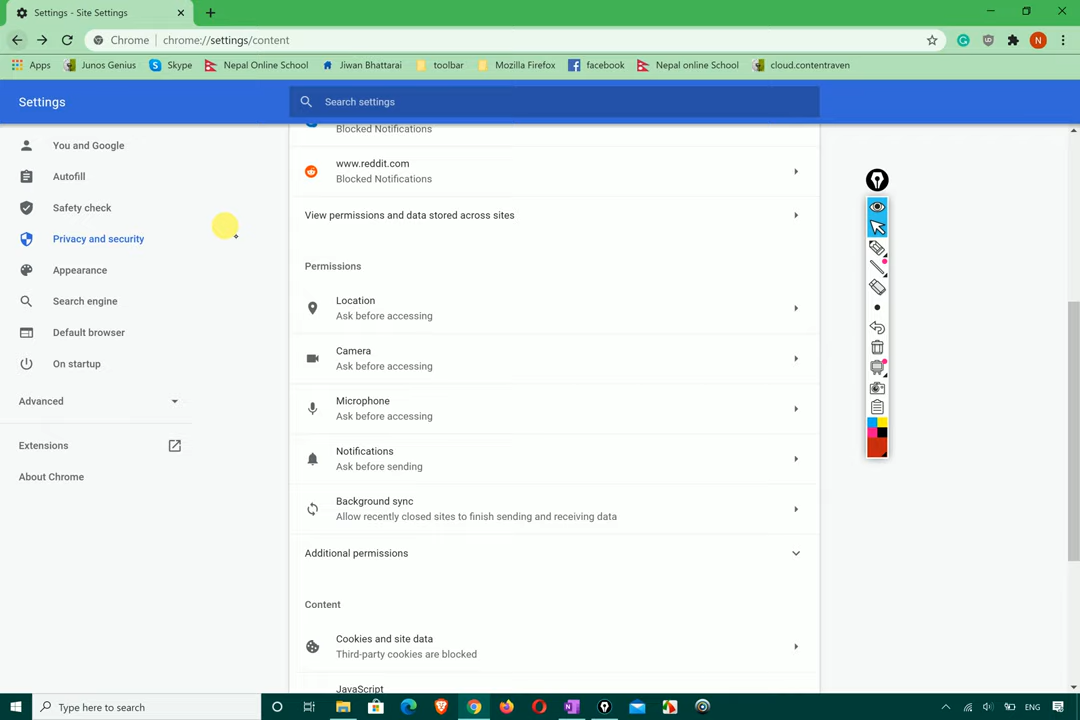 Settings - Site Settings
Chrome | chrome://settings/content
N
Apps
Junos Genius
Skype
Nepal Online School
Jiwan Bhattarai
toolbar
Mozilla Firefox
facebook
Nepal online School
cloud.contentraven
Settings
Search settings
You and Google
Autofill
Safety check
Privacy and security
Appearance
Search engine
Default browser
On startup
Advanced
Extensions
About Chrome
Blocked Notifications
www.reddit.com
Blocked Notifications
View permissions and data stored across sites
Permissions
Location
Ask before accessing
Camera
Ask before accessing
Microphone
Ask before accessing
Notifications
Ask before sending
Background sync
Allow recently closed sites to finish sending and receiving data
Additional permissions
Content
Cookies and site data
Third-party cookies are blocked
JavaScript
Type here to search
ENG